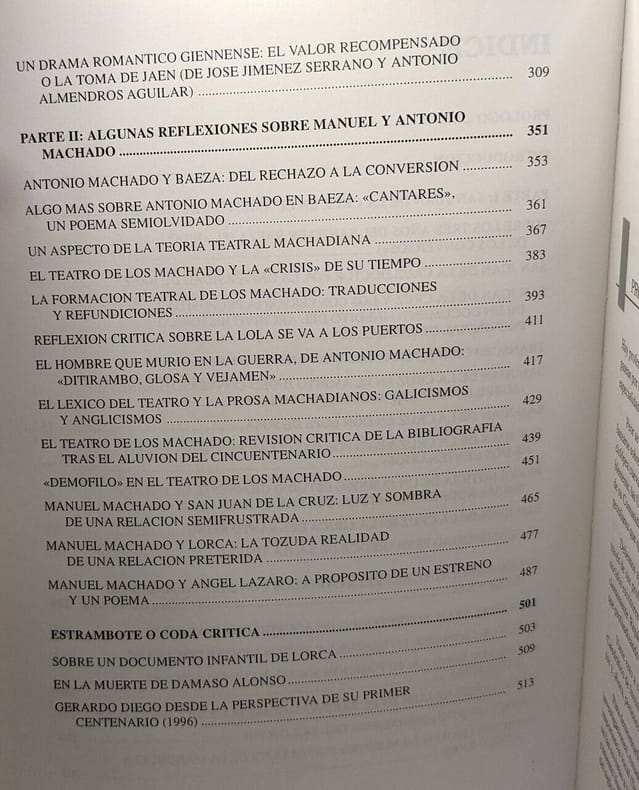 UN DRAMA ROMANTICO GIENNENSE: EL VALOR RECOMPENSADO
O LA TOMA DE JAEN (DE JOSE JIMENEZ SERRANO Y ANTONIO
ALMENDROS AGUILAR) 309
PARTE II: ALGUNAS REFLEXIONES SOBRE MANUEL Y ANTONIO
MACHADO 351
ANTONIO MACHADO Y BAEZA: DEL RECHAZO A LA CONVERSION 353
ALGO MAS SOBRE ANTONIO MACHADO EN BAEZA: «CANTARES»,
UN POEMA SEMIOLVIDADO 361
UN ASPECTO DE LA TEORIA TEATRAL MACHADIANA 367
EL TEATRO DE LOS MACHADO Y LA «CRISIS» DE SU TIEMPO 383
LA FORMACION TEATRAL DE LOS MACHADO: TRADUCCIONES
Y REFUNDICIONES 393
REFLEXION CRITICA SOBRE LA LOLA SE VA A LOS PUERTOS 411
EL HOMBRE QUE MURIO EN LA GUERRA, DE ANTONIO MACHADO:
«DITIRAMBO, GLOSA Y VEJAMEN» 417
EL LEXICO DEL TEATRO Y LA PROSA MACHADIANOS: GALICISMOS
Y ANGLICISMOS 429
EL TEATRO DE LOS MACHADO: REVISION CRITICA DE LA BIBLIOGRAFIA
TRAS EL ALUVION DEL CINCUENTENARIO 439
«DEMOFILO» EN EL TEATRO DE LOS MACHADO 451
MANUEL MACHADO Y SAN JUAN DE LA CRUZ: LUZ Y SOMBRA
DE UNA RELACION SEMIFRUSTRADA 465
MANUEL MACHADO Y LORCA: LA TOZUDA REALIDAD
DE UNA RELACION PRETERIDA 477
MANUEL MACHADO Y ANGEL LAZARO: A PROPOSITO DE UN ESTRENO
Y UN POEMA 487
ESTRAMBOTE O CODA CRITICA 501
SOBRE UN DOCUMENTO INFANTIL DE LORCA 503
EN LA MUERTE DE DAMASO ALONSO 509
GERARDO DIEGO DESDE LA PERSPECTIVA DE SU PRIMER
CENTENARIO (1996) 513